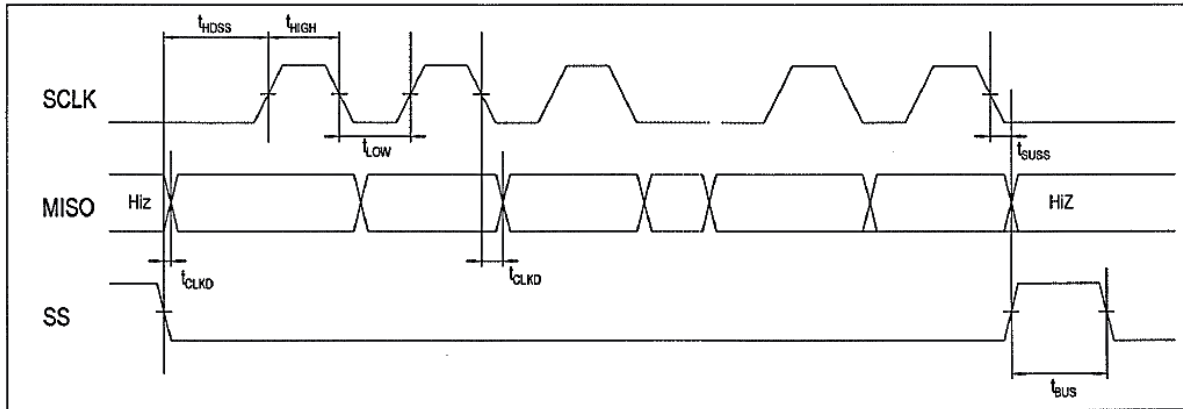 tHDSS
tHIGH
SCLK
tLOW
tSUSS
MISO
Hiz
HiZ
tCLKD
tCLKD
SS
tBUS